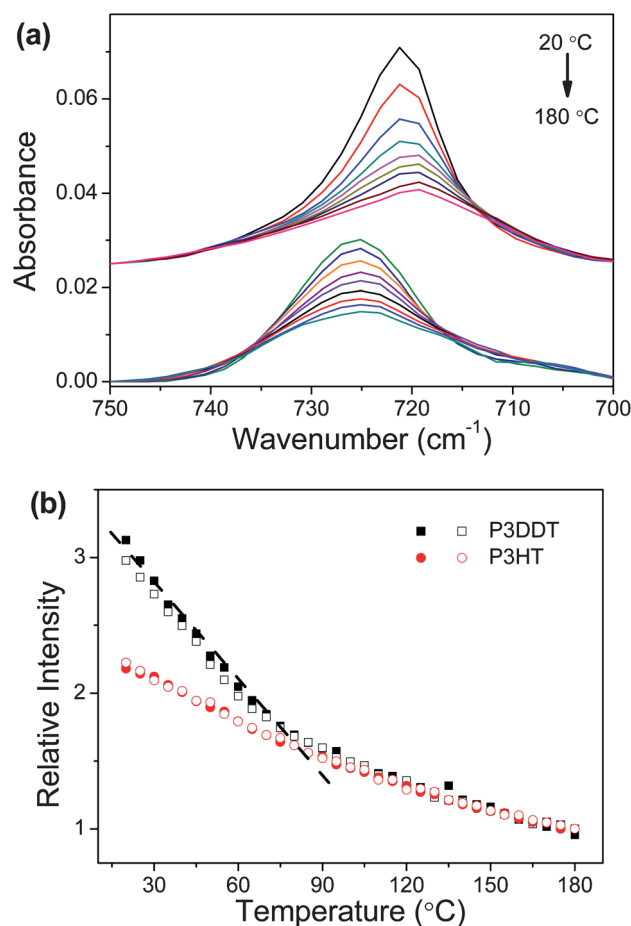 (a)
20 °C
180 °C
0.06
0.04
0.02
0.00
Absorbance
750
740
730
720
710
700
Wavenumber (cm⁻¹)
(b)
P3DDT
P3HT
3
2
1
Relative Intensity
30
60
90
120
150
180
Temperature (°C)